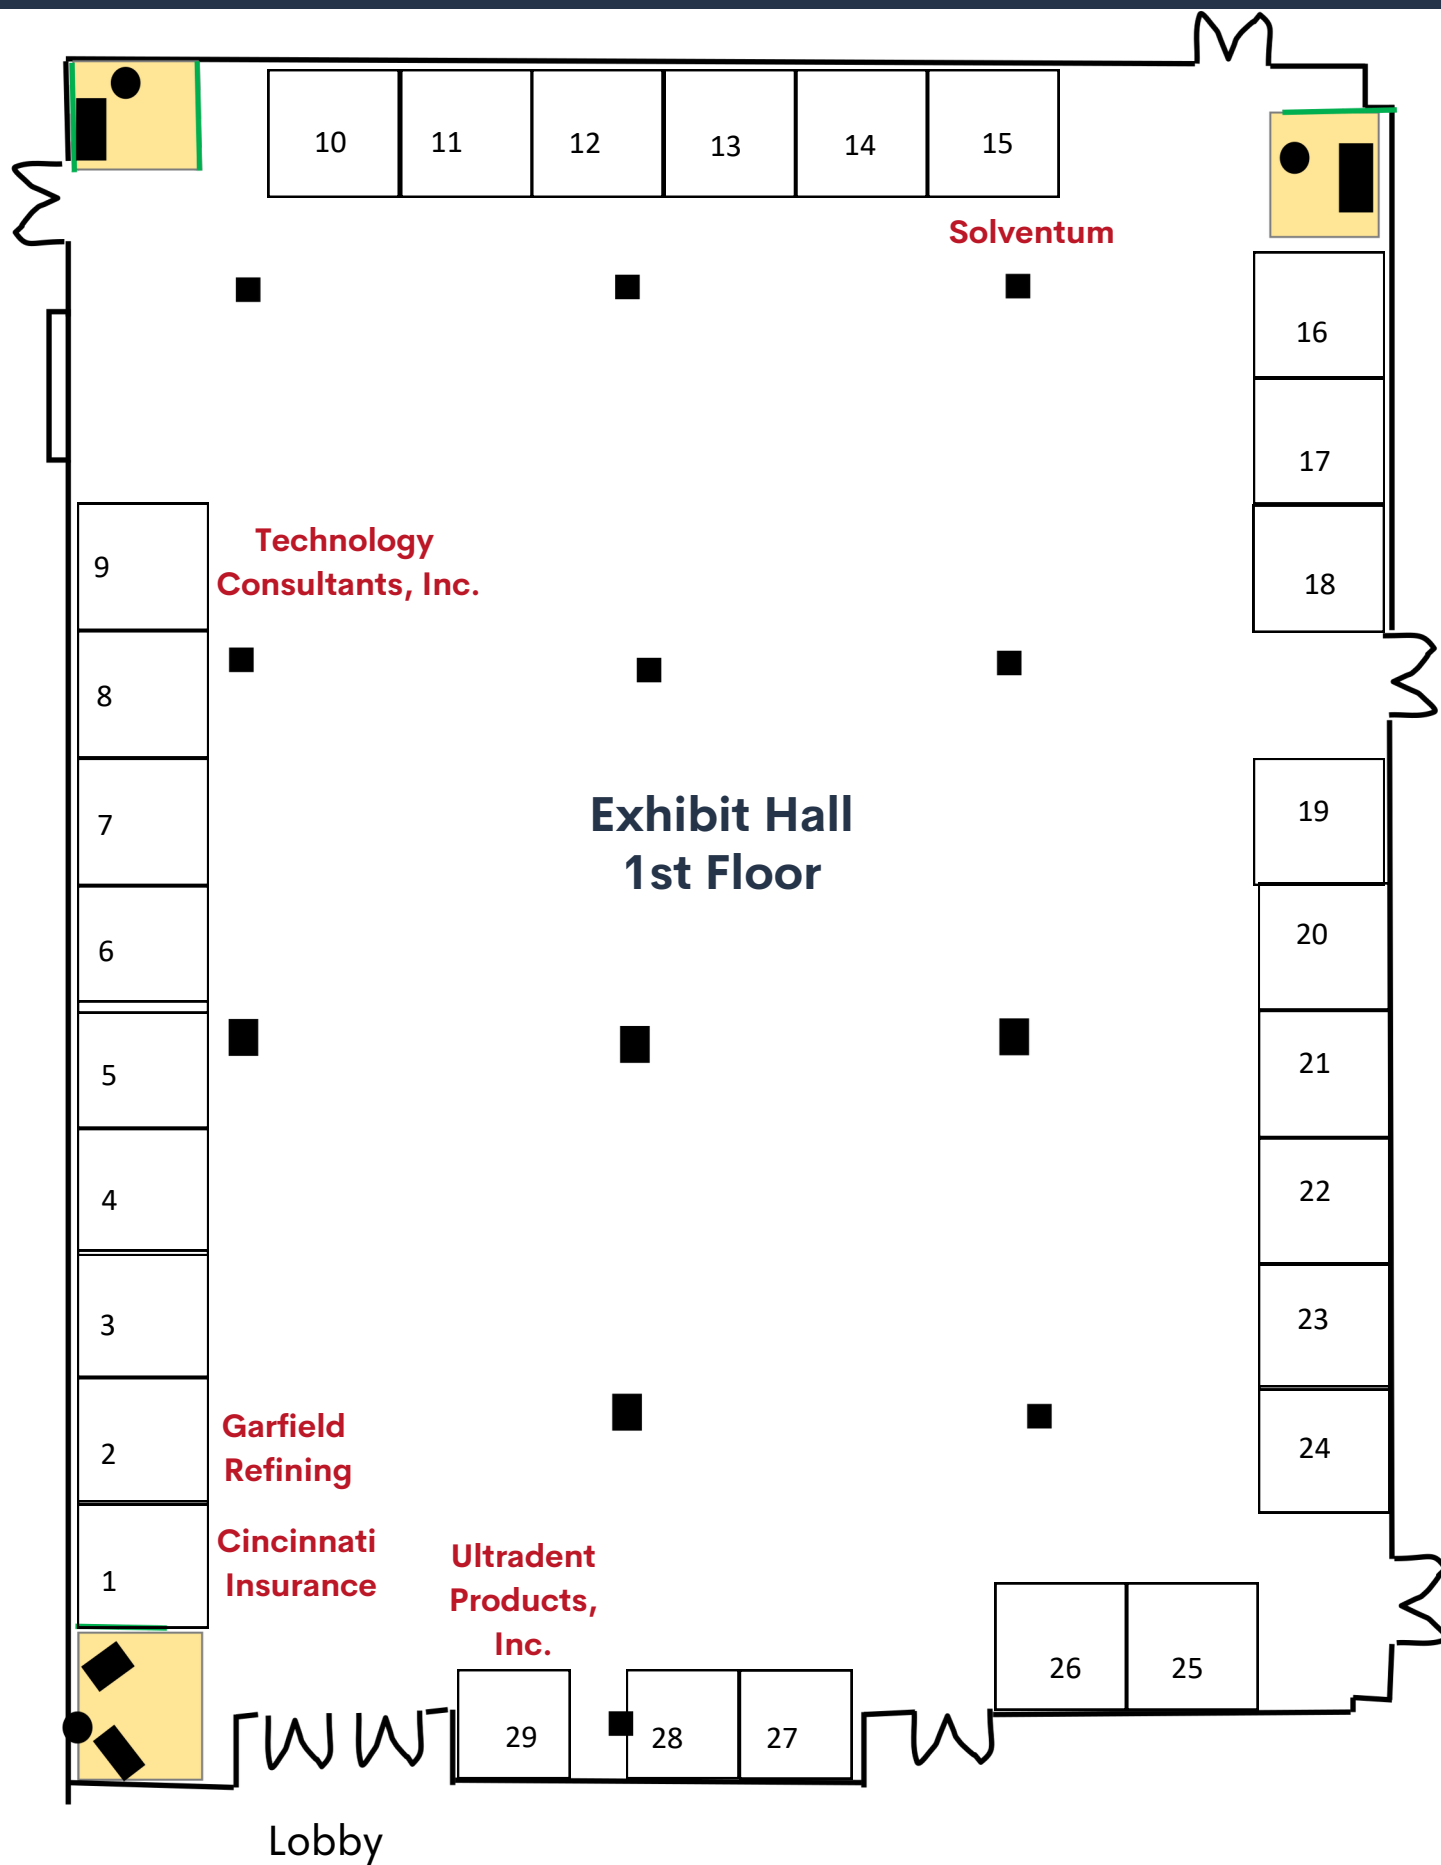 10 11 12 13 14 15
Solventum
16
17
18
9
Technology
Consultants, Inc.
8
7
Exhibit Hall
1st Floor
19
20
6
21
5
22
4
23
3
24
2
Garfield
Refining
1
Cincinnati
Insurance
Ultradent
Products,
Inc.
26 25
29 28 27
Lobby